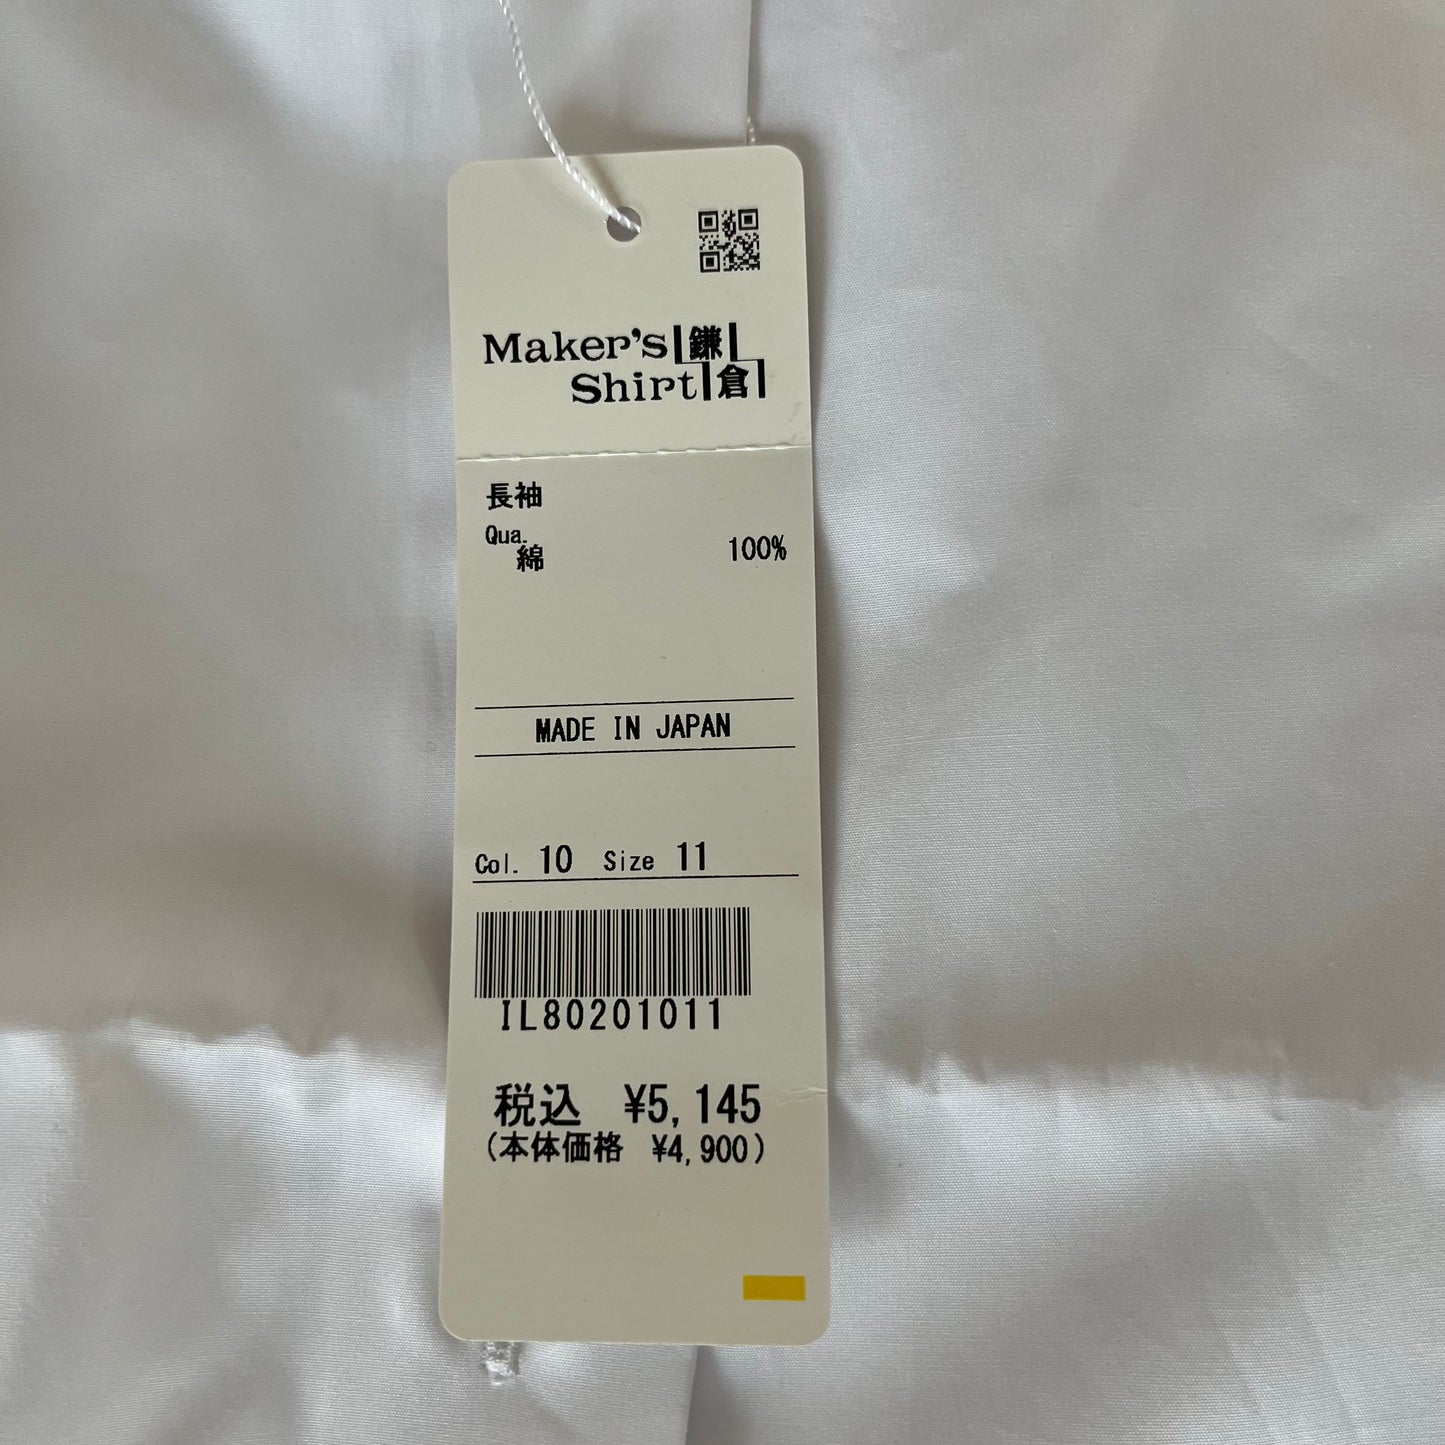 Maker's 鎌
Shirt 倉
長袖
Qua.
綿 100%
MADE IN JAPAN
Col. 10 Size 11
IL80201011
税込 ¥5,145
(本体価格 ¥4,900)